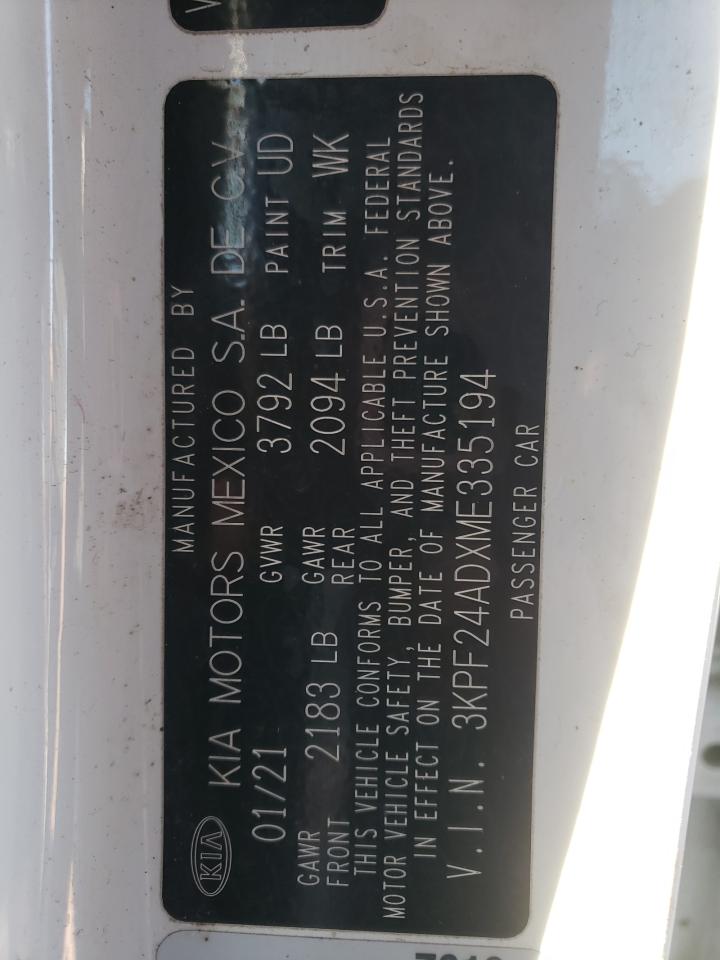 MANUFACTURED BY
KIA KIA MOTORS MEXICO S.A. DE C.V.
01/21 GVWR 3792 LB PAINT UD
GAWR FRONT 2183 LB GAWR REAR 2094 LB TRIM WK
THIS VEHICLE CONFORMS TO ALL APPLICABLE U.S.A. FEDERAL
MOTOR VEHICLE SAFETY, BUMPER, AND THEFT PREVENTION STANDARDS
IN EFFECT ON THE DATE OF MANUFACTURE SHOWN ABOVE.
V.I.N. 3KPF24ADXME335194
PASSENGER CAR